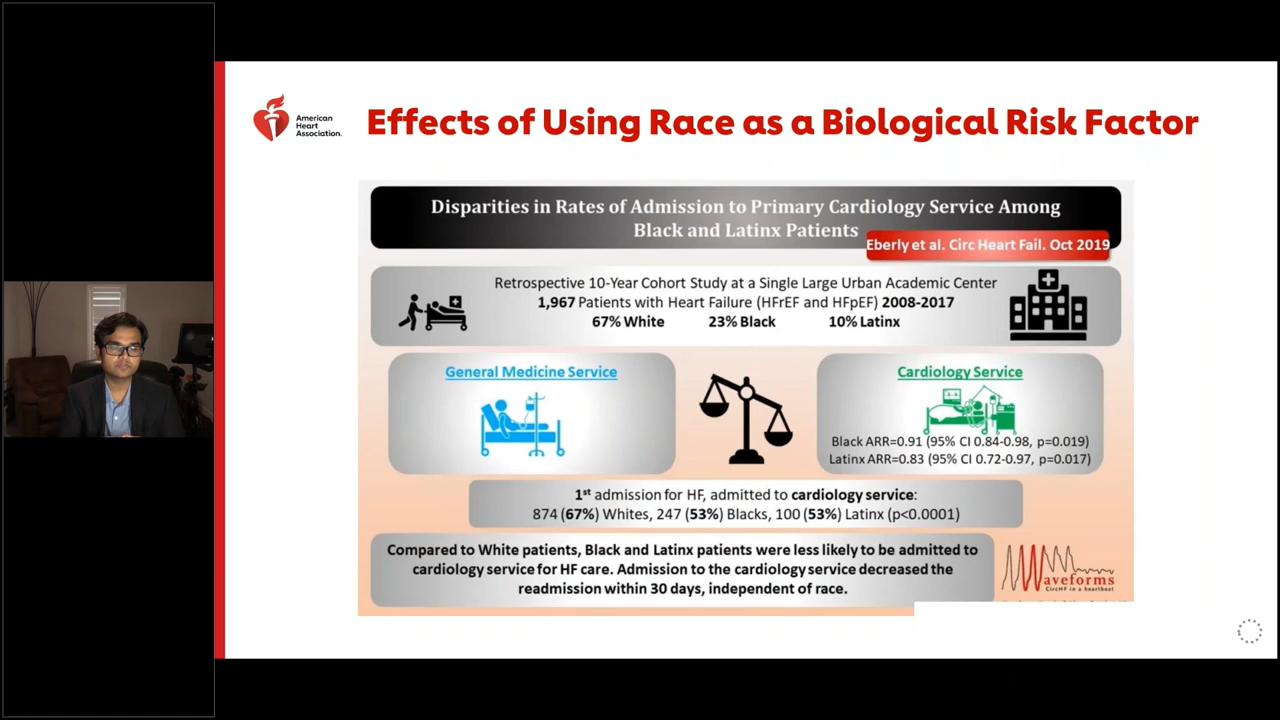 American
Heart
Association.
Effects of Using Race as a Biological Risk Factor
Disparities in Rates of Admission to Primary Cardiology Service Among
Black and Latinx Patients
Eberly et al. Circ Heart Fail. Oct 2019
Retrospective 10-Year Cohort Study at a Single Large Urban Academic Center
1,967 Patients with Heart Failure (HFrEF and HFpEF) 2008-2017
67% White 23% Black 10% Latinx
General Medicine Service
Cardiology Service
Black ARR=0.91 (95% CI 0.84-0.98, p=0.019)
Latinx ARR=0.83 (95% CI 0.72-0.97, p=0.017)
1st admission for HF, admitted to cardiology service:
874 (67%) Whites, 247 (53%) Blacks, 100 (53%) Latinx (p<0.0001)
Compared to White patients, Black and Latinx patients were less likely to be admitted to
cardiology service for HF care. Admission to the cardiology service decreased the
readmission within 30 days, independent of race.
Waveforms
CircHF in a heartbeat